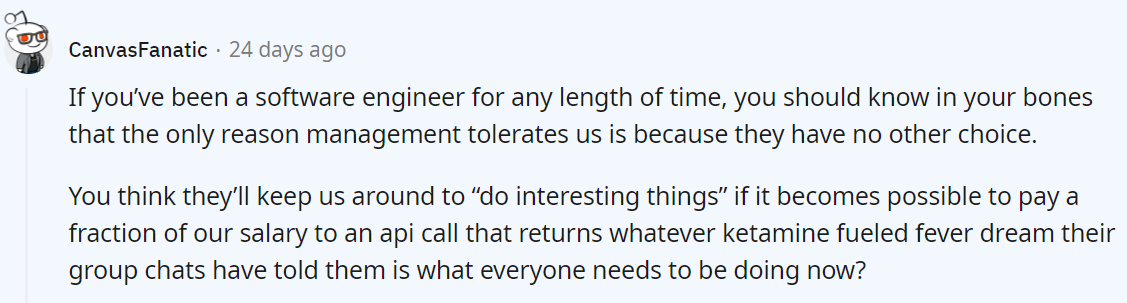 CanvasFanatic · 24 days ago
If you’ve been a software engineer for any length of time, you should know in your bones
that the only reason management tolerates us is because they have no other choice.
You think they’ll keep us around to “do interesting things” if it becomes possible to pay a
fraction of our salary to an api call that returns whatever ketamine fueled fever dream their
group chats have told them is what everyone needs to be doing now?